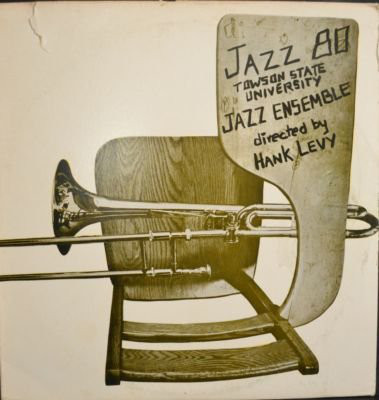 JAZZ 80
TOWSON STATE
UNIVERSITY
JAZZ ENSEMBLE
directed by
HANK LEVY